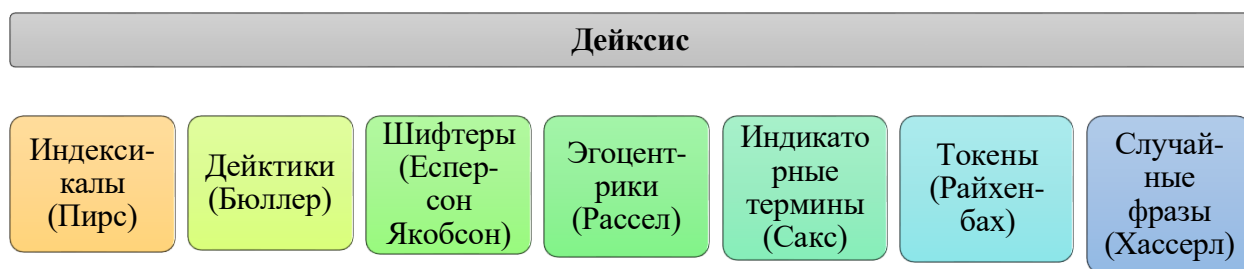 Дейксис
Индекси-
калы
(Пирс)
Дейктики
(Бюллер)
Шифтеры
(Еспер-
сон
Якобсон)
Эгоцент-
рики
(Рассел)
Индикато
рные
термины
(Сакс)
Токены
(Райхен-
бах)
Случай-
ные
фразы
(Хассерл)